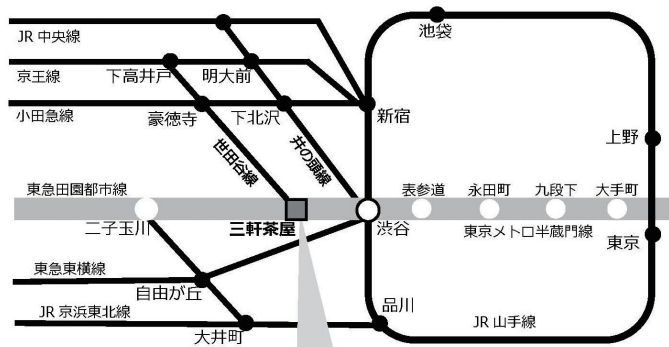 JR 中央線
池袋
京王線
下高井戸
明大前
小田急線
豪徳寺
下北沢
新宿
上野
世田谷線
井の頭線
東急田園都市線
表参道
永田町
九段下
大手町
二子玉川
三軒茶屋
渋谷
東京メトロ半蔵門線
東京
東急東横線
自由が丘
品川
JR 京浜東北線
大井町
JR 山手線